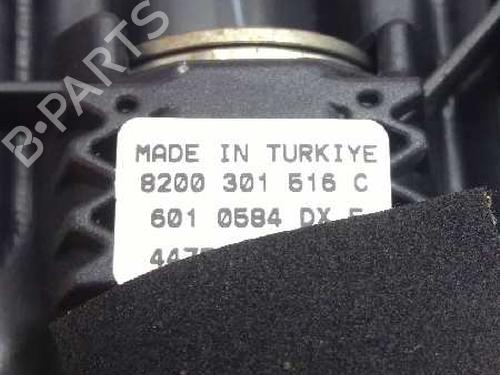 B-PARTS
MADE IN TURKIYE
8200 301 516 C
601 0584 DX